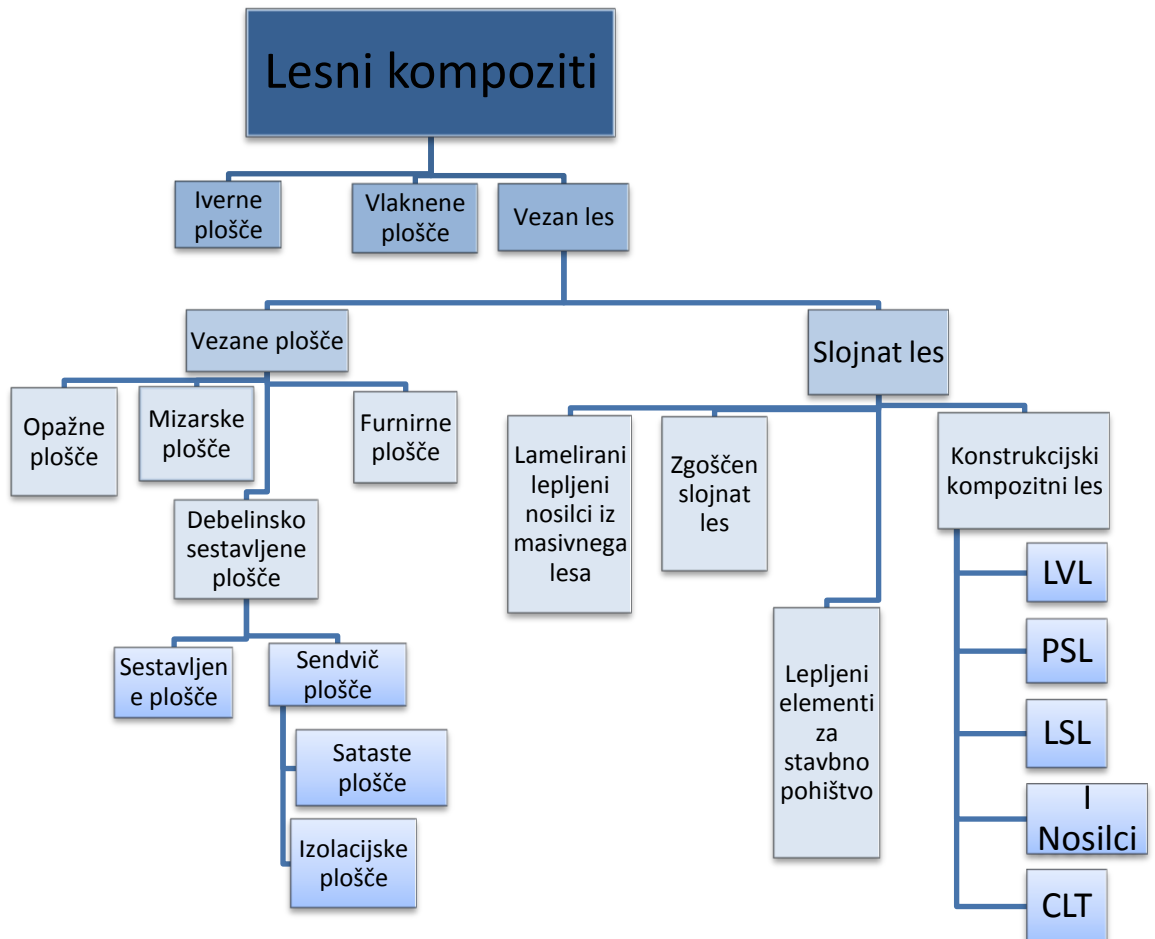 Lesni kompoziti
Iverne
plošče
Vlaknene
plošče
Vezan les
Vezane plošče
Slojnat les
Opažne
plošče
Mizarske
plošče
Furnirne
plošče
Debelinsko
sestavljene
plošče
Sestavljen
e plošče
Sendvič
plošče
Sataste
plošče
Izolacijske
plošče
Lamelirani
lepljeni
nosilci iz
masivnega
lesa
Zgoščen
slojnat
les
Lepljeni
elementi
za
stavbno
pohištvo
Konstrukcijski
kompozitni les
LVL
PSL
LSL
I
Nosilci
CLT